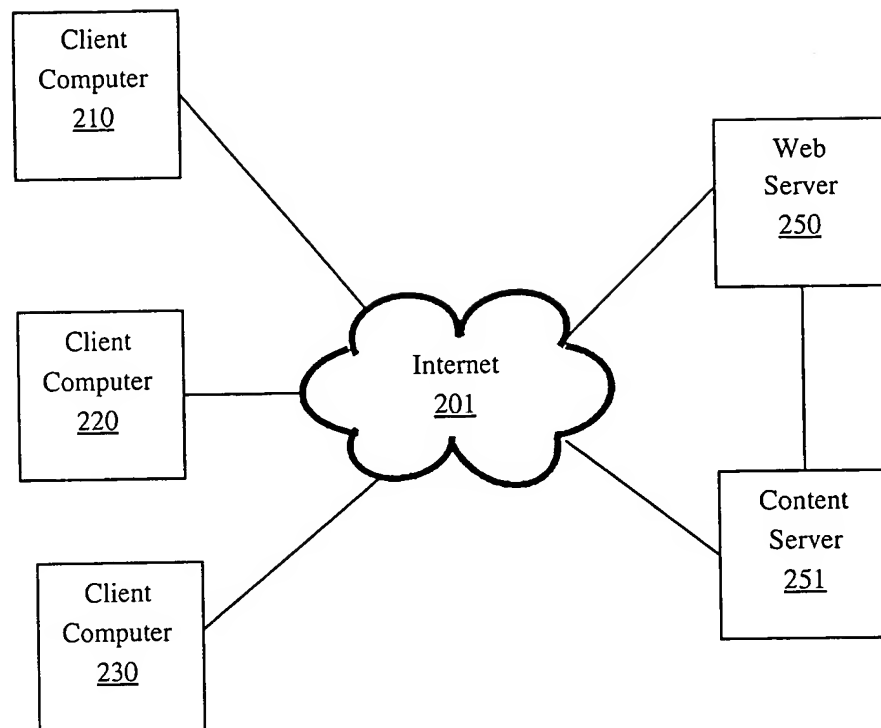 Client
Computer
210
Client
Computer
220
Client
Computer
230
Internet
201
Web
Server
250
Content
Server
251